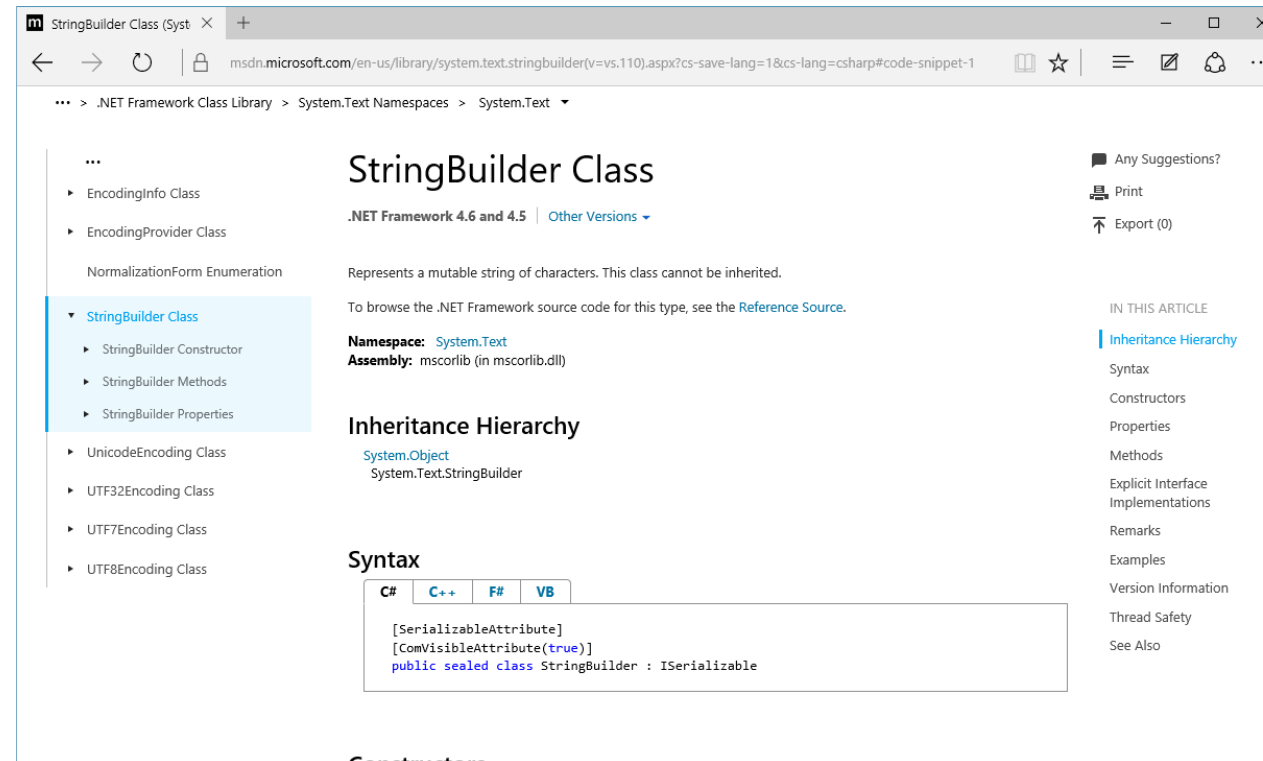 StringBuilder Class (Syst
msdn.microsoft.com/en-us/library/system.text.stringbuilder(v=vs.110).aspx?cs-save-lang=1&cs-lang=csharp#code-snippet-1
••• > .NET Framework Class Library > System.Text Namespaces > System.Text
•••
EncodingInfo Class
EncodingProvider Class
NormalizationForm Enumeration
StringBuilder Class
StringBuilder Constructor
StringBuilder Methods
StringBuilder Properties
UnicodeEncoding Class
UTF32Encoding Class
UTF7Encoding Class
UTF8Encoding Class
StringBuilder Class
.NET Framework 4.6 and 4.5 | Other Versions
Represents a mutable string of characters. This class cannot be inherited.
To browse the .NET Framework source code for this type, see the Reference Source.
Namespace: System.Text
Assembly: mscorlib (in mscorlib.dll)
Inheritance Hierarchy
System.Object
System.Text.StringBuilder
Syntax
C# C++ F# VB
[SerializableAttribute]
[ComVisibleAttribute(true)]
public sealed class StringBuilder : ISerializable
Any Suggestions?
Print
Export (0)
IN THIS ARTICLE
Inheritance Hierarchy
Syntax
Constructors
Properties
Methods
Explicit Interface
Implementations
Remarks
Examples
Version Information
Thread Safety
See Also